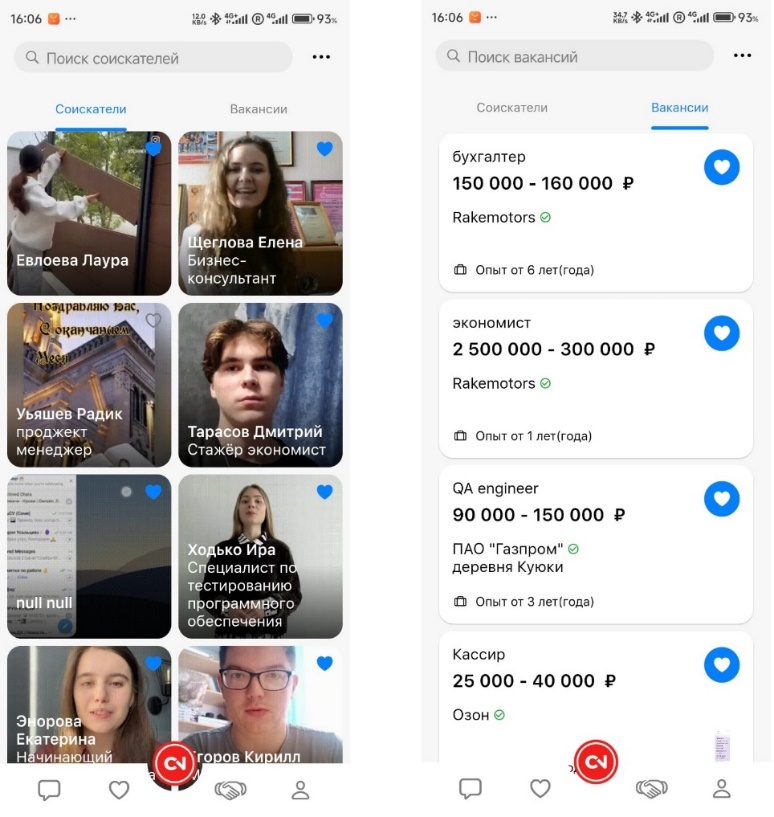 16:06 ... 12.0 KB/s 4G+ R 4G 93%
Поиск соискателей
Соискатели Вакансии
Евлоева Лаура
Щеглова Елена
Бизнес-
консультант
Поздравляю Вас,
С окончанием
Уьяшев Радик
проджект
менеджер
Тарасов Дмитрий
Стажёр экономист
null null
Ходько Ира
Специалист по
тестированию
программного
обеспечения
Энорова
Екатерина
Начинающий
горов Кирилл
CN
16:06 ... 34.7 KB/s 4G+ R 4G 93%
Поиск вакансий
Соискатели Вакансии
бухгалтер
150 000 - 160 000 ₽
Rakemotors
Опыт от 6 лет(года)
экономист
2 500 000 - 300 000 ₽
Rakemotors
Опыт от 1 лет(года)
QA engineer
90 000 - 150 000 ₽
ПАО "Газпром"
деревня Куюки
Опыт от 3 лет(года)
Кассир
25 000 - 40 000 ₽
Озон
CN